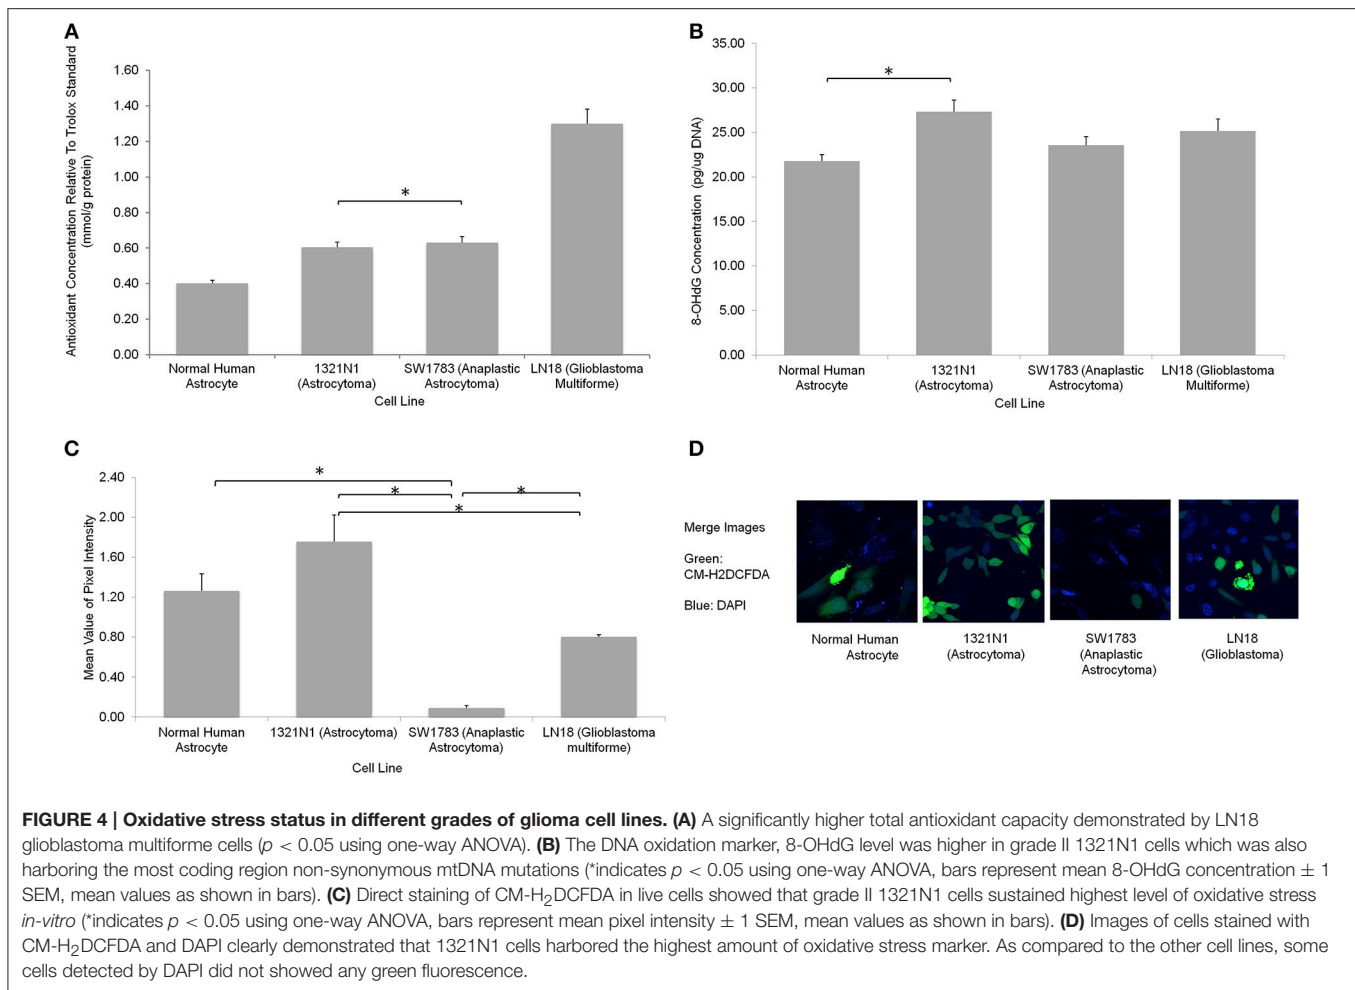 A
Antioxidant Concentration Relative To Trolox Standard
(mmol/g protein)
1.60
1.40
1.20
1.00
0.80
0.60
0.40
0.20
0.00
*
Normal Human
Astrocyte
1321N1
(Astrocytoma)
SW1783 (Anaplastic
Astrocytoma)
LN18 (Glioblastoma
Multiforme)
Cell Line
B
8-OHdG Concentration (pg/ug DNA)
35.00
30.00
25.00
20.00
15.00
10.00
5.00
0.00
*
Normal Human
Astrocyte
1321N1
(Astrocytoma)
SW1783 (Anaplastic
Astrocytoma)
LN18 (Glioblastoma
Multiforme)
Cell Line
C
Mean Value of Pixel Intensity
2.40
2.00
1.60
1.20
0.80
0.40
0.00
*
*
*
*
Normal Human
Astrocyte
1321N1 (Astrocytoma)
SW1783 (Anaplastic
Astrocytoma)
LN18 (Glioblastoma
multiforme)
Cell Line
D
Merge Images
Green:
CM-H2DCFDA
Blue: DAPI
Normal Human
Astrocyte
1321N1
(Astrocytoma)
SW1783
(Anaplastic
Astrocytoma)
LN18
(Glioblastoma)
FIGURE 4 | Oxidative stress status in different grades of glioma cell lines. (A) A significantly higher total antioxidant capacity demonstrated by LN18
glioblastoma multiforme cells (p < 0.05 using one-way ANOVA). (B) The DNA oxidation marker, 8-OHdG level was higher in grade II 1321N1 cells which was also
harboring the most coding region non-synonymous mtDNA mutations (*indicates p < 0.05 using one-way ANOVA, bars represent mean 8-OHdG concentration ± 1
SEM, mean values as shown in bars). (C) Direct staining of CM-H₂DCFDA in live cells showed that grade II 1321N1 cells sustained highest level of oxidative stress
in-vitro (*indicates p < 0.05 using one-way ANOVA, bars represent mean pixel intensity ± 1 SEM, mean values as shown in bars). (D) Images of cells stained with
CM-H₂DCFDA and DAPI clearly demonstrated that 1321N1 cells harbored the highest amount of oxidative stress marker. As compared to the other cell lines, some
cells detected by DAPI did not showed any green fluorescence.